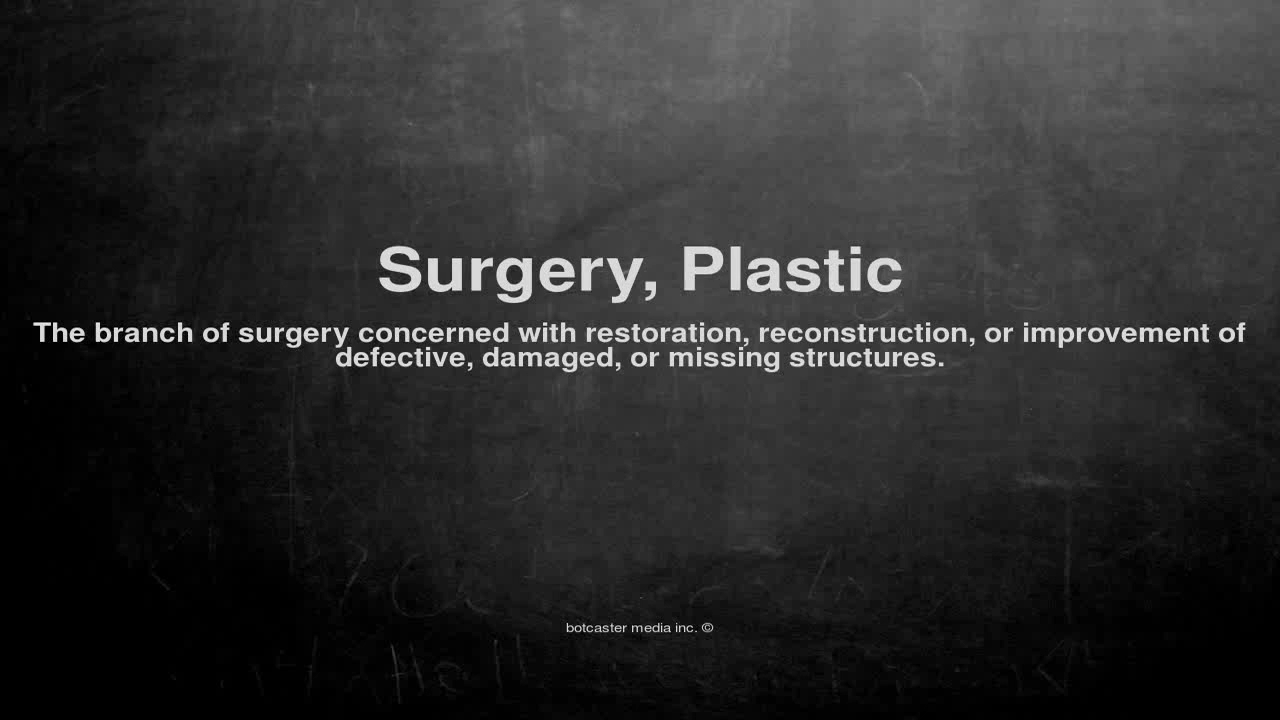 Surgery, Plastic
The branch of surgery concerned with restoration, reconstruction, or improvement of
defective, damaged, or missing structures.
botcaster media inc. ©